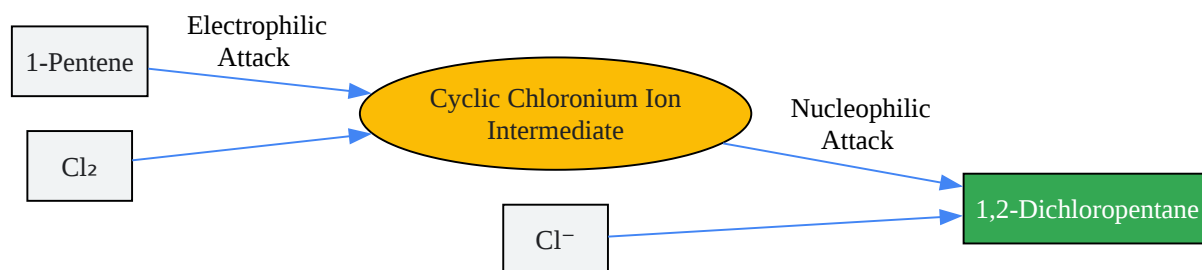 1-Pentene
Electrophilic
Attack
Cl₂
Cyclic Chloronium Ion
Intermediate
Nucleophilic
Attack
Cl⁻
1,2-Dichloropentane